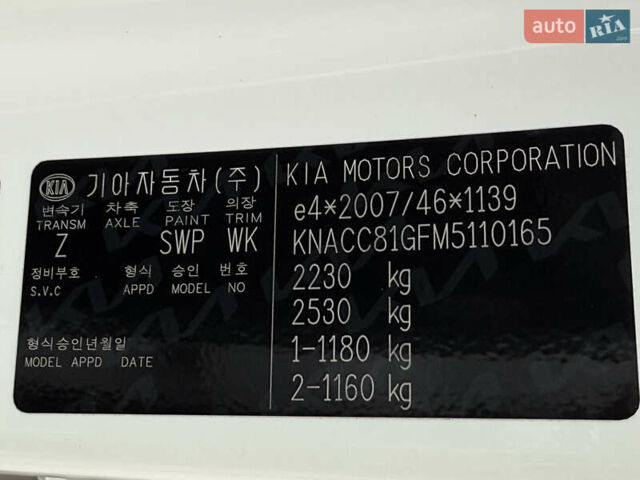 auto RIA.com
KIA 기아자동차(주)
변속기 차축 도장 의장
TRANSM AXLE PAINT TRIM
Z SWP WK
정비부호 형식 승인 번호
S.V.C APPD MODEL NO
형식승인년월일
MODEL APPD DATE
KIA MOTORS CORPORATION
e4*2007/46*1139
KNACC81GFM5110165
2230 kg
2530 kg
1-1180 kg
2-1160 kg